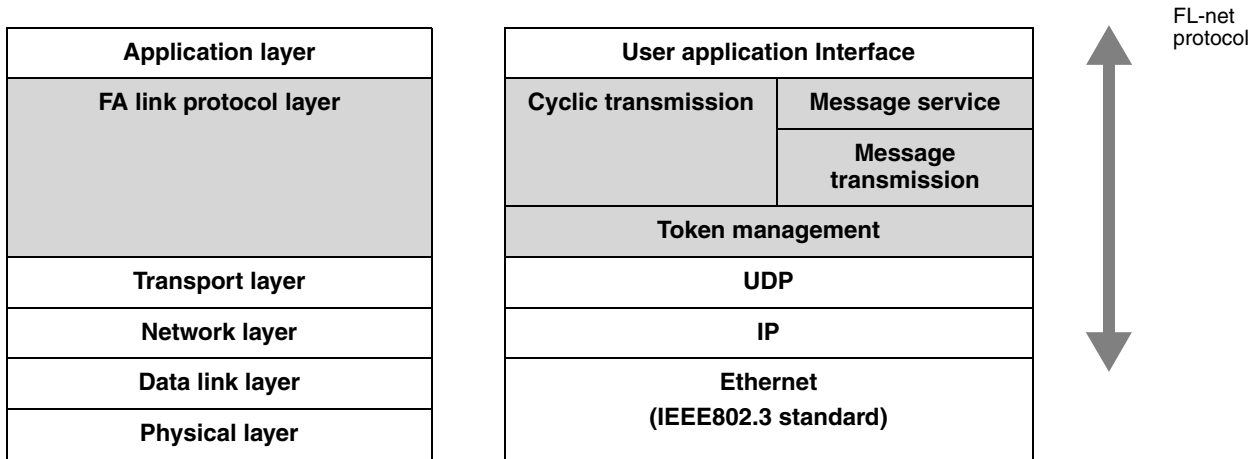 Application layer
FA link protocol layer
Transport layer
Network layer
Data link layer
Physical layer
User application Interface
Cyclic transmission
Message service
Message
transmission
Token management
UDP
IP
Ethernet
(IEEE802.3 standard)
FL-net
protocol